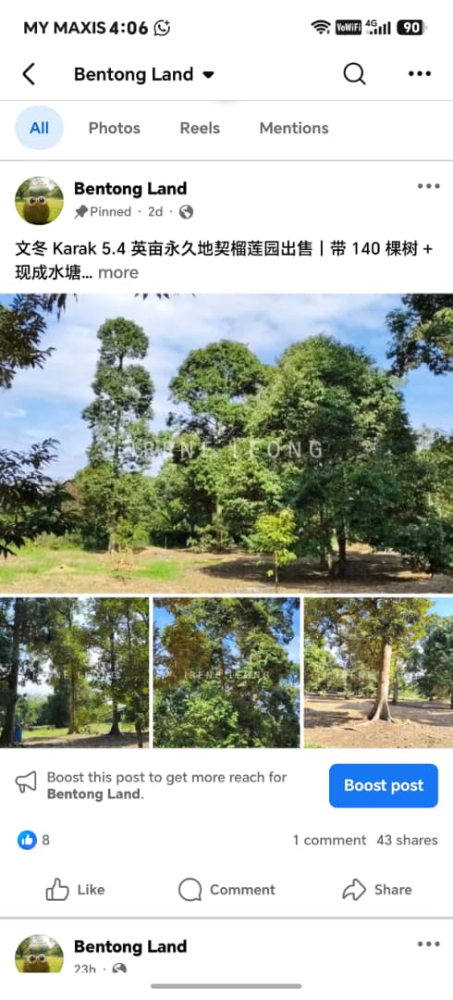 MY MAXIS 4:06
VoWiFi 4G 90
Bentong Land
All Photos Reels Mentions
Bentong Land
Pinned · 2d ·
文冬 Karak 5.4 英亩永久地契榴莲园出售丨带 140 棵树 +
现成水塘... more
IRENE LEONG
IRENE LEONG
IRENE LEONG
IRENE LEONG
Boost this post to get more reach for
Bentong Land.
Boost post
8
1 comment 43 shares
Like Comment Share
Bentong Land
23h ·